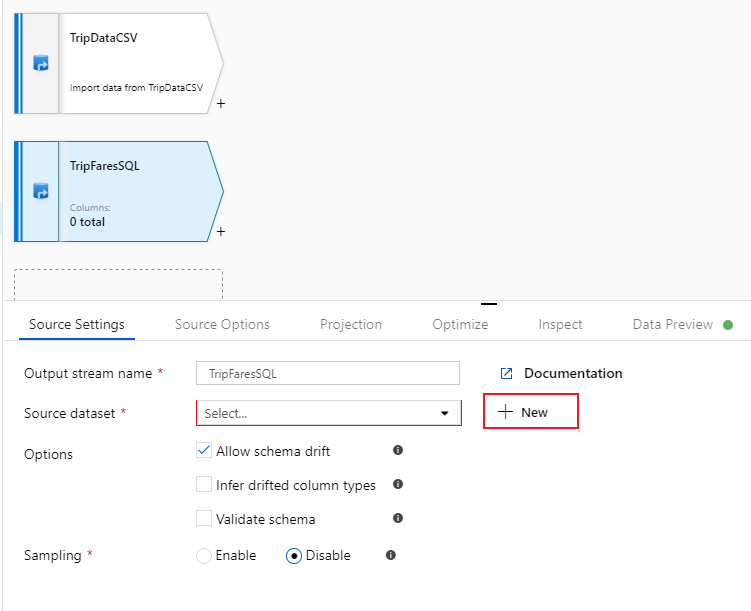 TripDataCSV
Import data from TripDataCSV
+
TripFaresSQL
Columns:
0 total
+
Source Settings Source Options Projection Optimize Inspect Data Preview
Output stream name * TripFaresSQL Documentation
Source dataset * Select... + New
Options Allow schema drift
Infer drifted column types
Validate schema
Sampling * Enable Disable